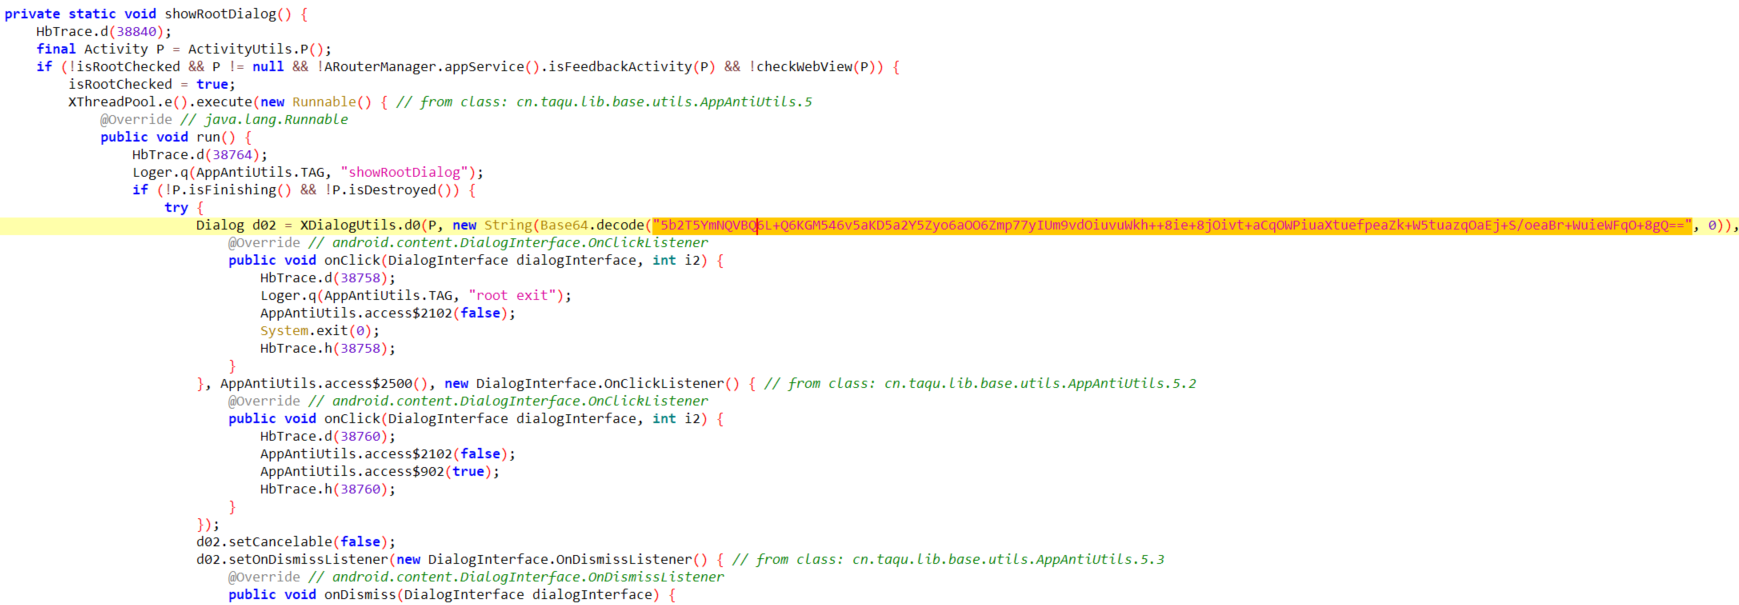 private static void showRootDialog() {
HbTrace.d(38840);
final Activity P = ActivityUtils.P();
if (!isRootChecked && P != null && !ARouterManager.appService().isFeedbackActivity(P) && !checkWebView(P)) {
isRootChecked = true;
XThreadPool.e().execute(new Runnable() { // from class: cn.taqu.lib.base.utils.AppAntiUtils.5
@Override // java.lang.Runnable
public void run() {
HbTrace.d(38764);
Loger.q(AppAntiUtils.TAG, "showRootDialog");
if (!P.isFinishing() && !P.isDestroyed()) {
try {
Dialog d02 = XDialogUtils.d0(P, new String(Base64.decode("5b2T5YmNQVBQ6L+Q6KGM546v5aKD5a2Y5Zyo6aOO6Zmp77yIUm9vdOiuvuWkh++8ie+8jOivt+aCqOWPiuaXtuefpeaZk+W5tuazqOaEj+S/oeaBr+WuieWFqO+8gQ==", 0)),
@Override // android.content.DialogInterface.OnClickListener
public void onClick(DialogInterface dialogInterface, int i2) {
HbTrace.d(38758);
Loger.q(AppAntiUtils.TAG, "root exit");
AppAntiUtils.access$2102(false);
System.exit(0);
HbTrace.h(38758);
}
}, AppAntiUtils.access$2500(), new DialogInterface.OnClickListener() { // from class: cn.taqu.lib.base.utils.AppAntiUtils.5.2
@Override // android.content.DialogInterface.OnClickListener
public void onClick(DialogInterface dialogInterface, int i2) {
HbTrace.d(38760);
AppAntiUtils.access$2102(false);
AppAntiUtils.access$902(true);
HbTrace.h(38760);
}
});
d02.setCancelable(false);
d02.setOnDismissListener(new DialogInterface.OnDismissListener() { // from class: cn.taqu.lib.base.utils.AppAntiUtils.5.3
@Override // android.content.DialogInterface.OnDismissListener
public void onDismiss(DialogInterface dialogInterface) {